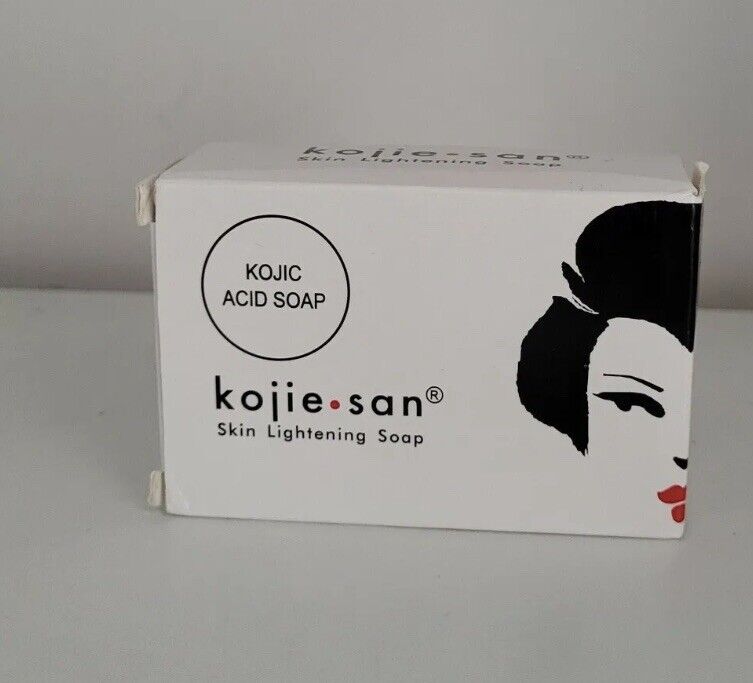 kojie•san®
Skin Lightening Soap
KOJIC
ACID SOAP
kojie•san®
Skin Lightening Soap